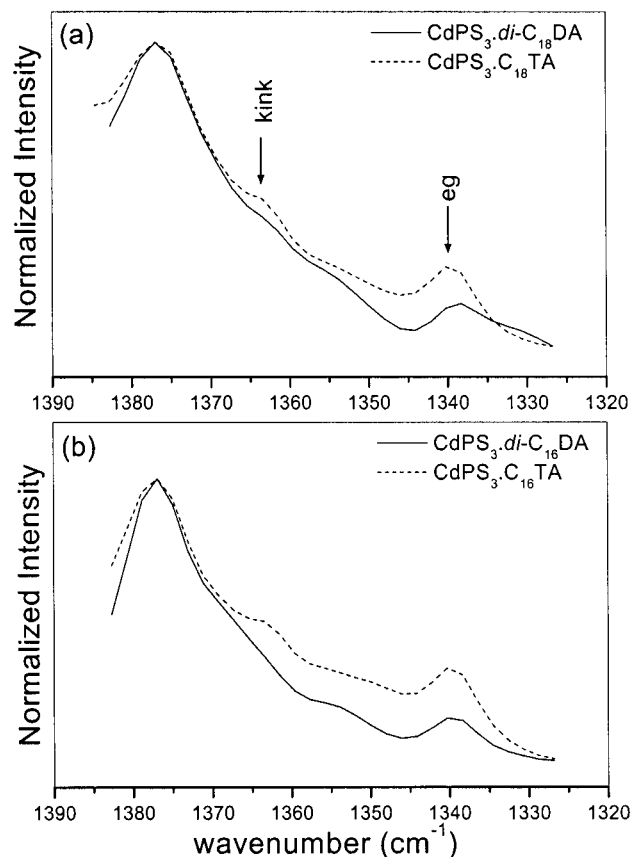 (a)
CdPS₃.di-C₁₈DA
CdPS₃.C₁₈TA
kink
eg
Normalized Intensity
1390 1380 1370 1360 1350 1340 1330 1320
(b)
CdPS₃.di-C₁₆DA
CdPS₃.C₁₆TA
Normalized Intensity
1390 1380 1370 1360 1350 1340 1330 1320
wavenumber (cm⁻¹)